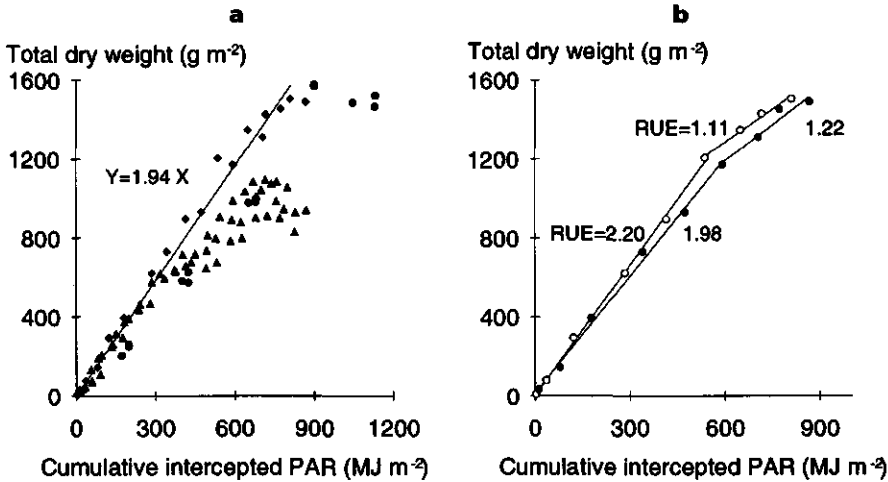 a
Total dry weight (g m⁻²)
1600
1200
800
400
0
Y=1.94 X
0 300 600 900 1200
Cumulative intercepted PAR (MJ m⁻²)
b
Total dry weight (g m⁻²)
1600
1200
800
400
0
RUE=1.11
1.22
RUE=2.20
1.98
0 300 600 900
Cumulative intercepted PAR (MJ m⁻²)